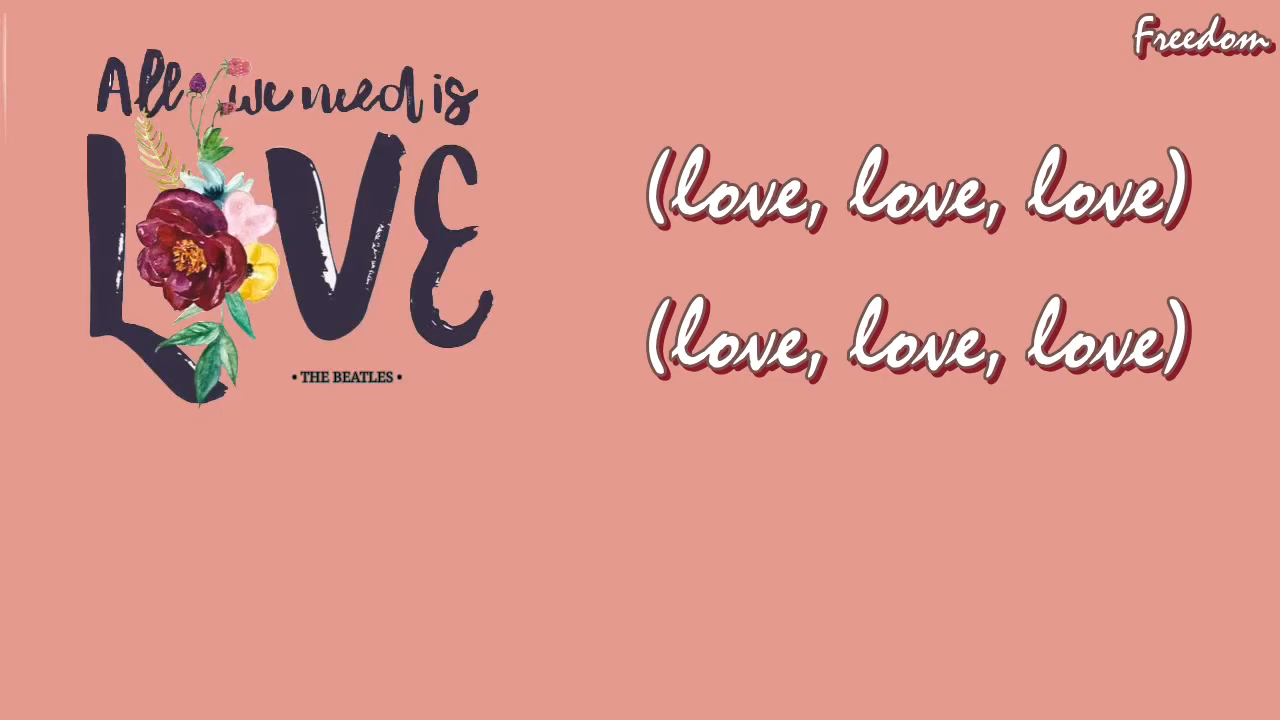 Freedom
All we need is
LOVE
• THE BEATLES •
(love, love, love)
(love, love, love)